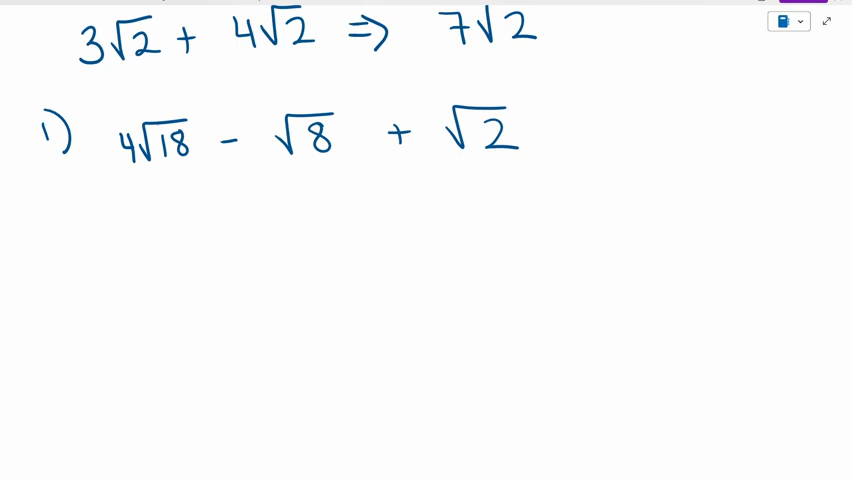 3√2 + 4√2 ⇒ 7√2
1) 4√18 - √8 + √2